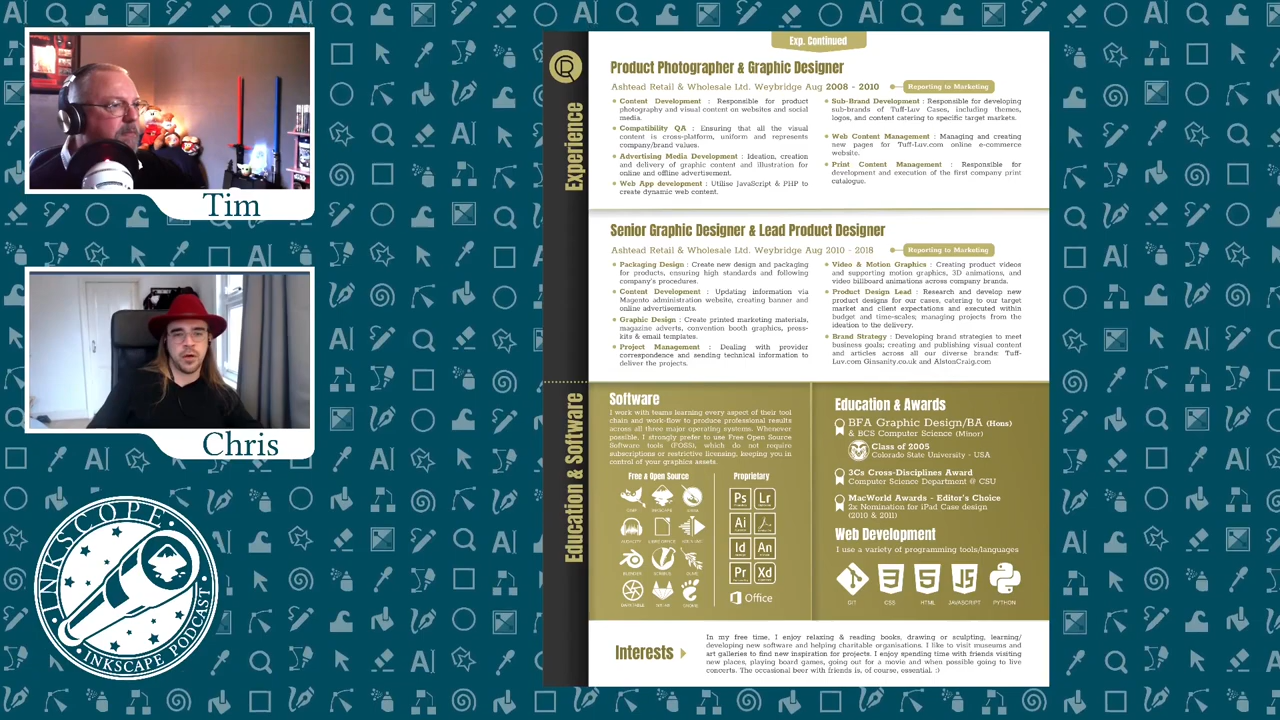 Tim
Chris
INKSCAPE PODCAST
Experience
Education & Software
Exp. Continued
Product Photographer & Graphic Designer
Ashtead Retail & Wholesale Ltd. Weybridge Aug 2008 - 2010
Reporting to Marketing
Content Development : Responsible for product
photography and visual content on websites and social
media.
Compatibility QA : Ensuring that all the visual
content is cross-platform, uniform and represents
company/brand values.
Advertising Media Development : Ideation, creation
and delivery of graphic content and illustration for
online and offline advertisement.
Web App development : Utilise JavaScript & PHP to
create dynamic web content.
Sub-Brand Development : Responsible for developing
sub-brands of Tuff-Luv Cases, including themes,
logos, and content catering to specific target markets.
Web Content Management : Managing and creating
new pages for Tuff-Luv.com online e-commerce
website.
Print Content Management : Responsible for
development and execution of the first company print
catalogue.
Senior Graphic Designer & Lead Product Designer
Ashtead Retail & Wholesale Ltd. Weybridge Aug 2010 - 2018
Reporting to Marketing
Packaging Design : Create new design and packaging
for products, ensuring high standards and following
company's procedures.
Content Development : Updating information via
Magento administration website, creating banner and
online advertisements.
Graphic Design : Create printed marketing materials,
magazine adverts, convention booth graphics, press-
kits & email templates.
Project Management : Dealing with provider
correspondence and sending technical information to
deliver the projects.
Video & Motion Graphics : Creating product videos
and supporting motion graphics, 3D animations, and
video billboard animations across company brands.
Product Design Lead : Research and develop new
product designs for our cases, catering to our target
market and client expectations and executed within
budget and time-scales; managing projects from the
ideation to the delivery.
Brand Strategy : Developing brand strategies to meet
business goals; creating and publishing visual content
and articles across all our diverse brands: Tuff-
Luv.com Ginsanity.co.uk and AlstonCraig.com
Software
I work with teams learning every aspect of their tool
chain and work-flow to produce professional results
across all three major operating systems. Whenever
possible, I strongly prefer to use Free Open Source
Software tools (FOSS), which do not require
subscriptions or restrictive licensing, keeping you in
control of your graphics assets.
Free & Open Source
GIMP
INKSCAPE
AUDACITY
LIBRE OFFICE
BLENDER
SCRIBUS
DARKTABLE
GITLAB
GNOME
Proprietary
Ps
Lr
Ai
Id
An
Pr
Xd
Office
Education & Awards
BFA Graphic Design/BA (Hons)
& BCS Computer Science (Minor)
Class of 2005
Colorado State University - USA
3Cs Cross-Disciplines Award
Computer Science Department @ CSU
MacWorld Awards - Editor's Choice
2x Nomination for iPad Case design
(2010 & 2011)
Web Development
I use a variety of programming tools/languages
3
5
JS
GIT
CSS
HTML
JAVASCRIPT
PYTHON
Interests
In my free time, I enjoy relaxing & reading books, drawing or sculpting, learning/
developing new software and helping charitable organisations. I like to visit museums and
art galleries to find new inspiration for projects. I enjoy spending time with friends visiting
new places, playing board games, going out for a movie and when possible going to live
concerts. The occasional beer with friends is, of course, essential. :)